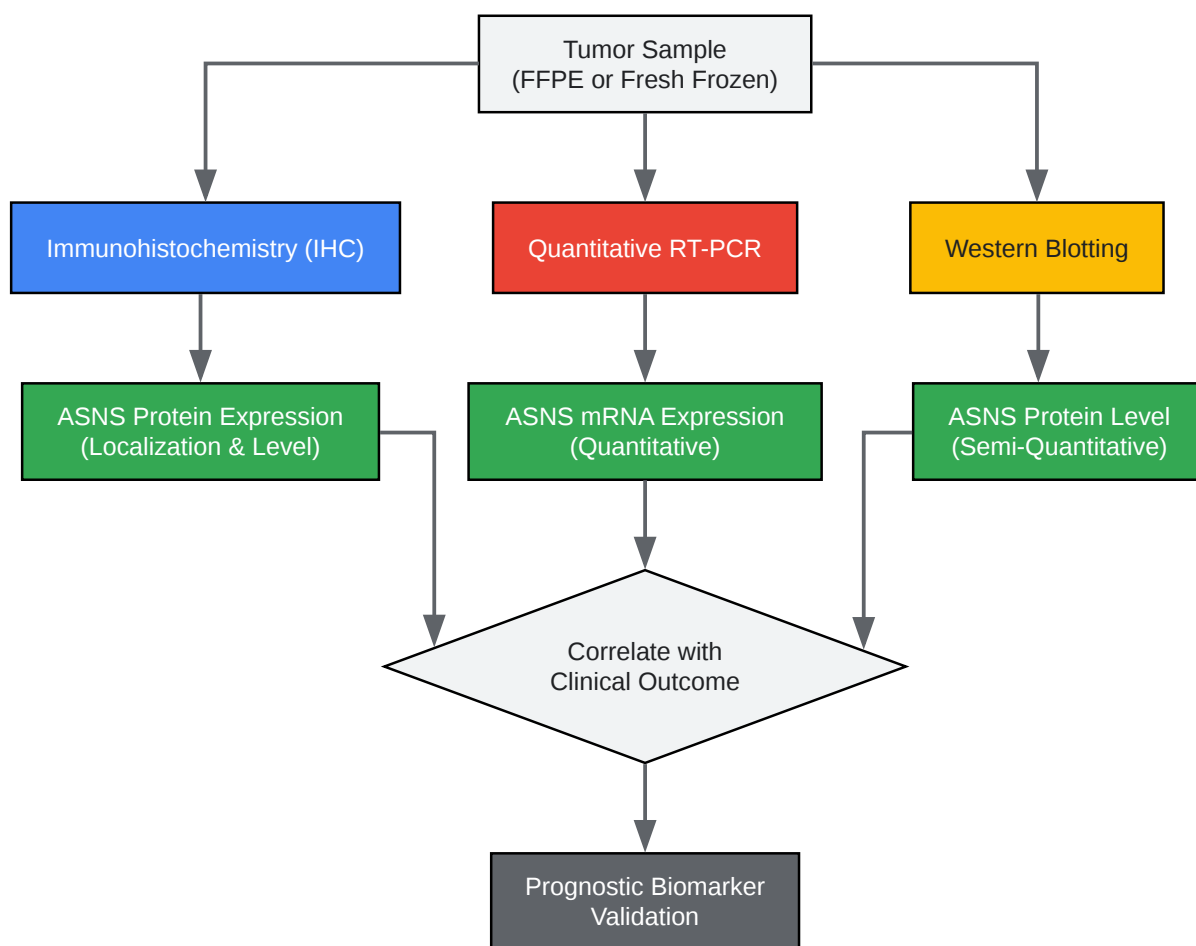 Tumor Sample
(FFPE or Fresh Frozen)
Immunohistochemistry (IHC)
Quantitative RT-PCR
Western Blotting
ASNS Protein Expression
(Localization & Level)
ASNS mRNA Expression
(Quantitative)
ASNS Protein Level
(Semi-Quantitative)
Correlate with
Clinical Outcome
Prognostic Biomarker
Validation